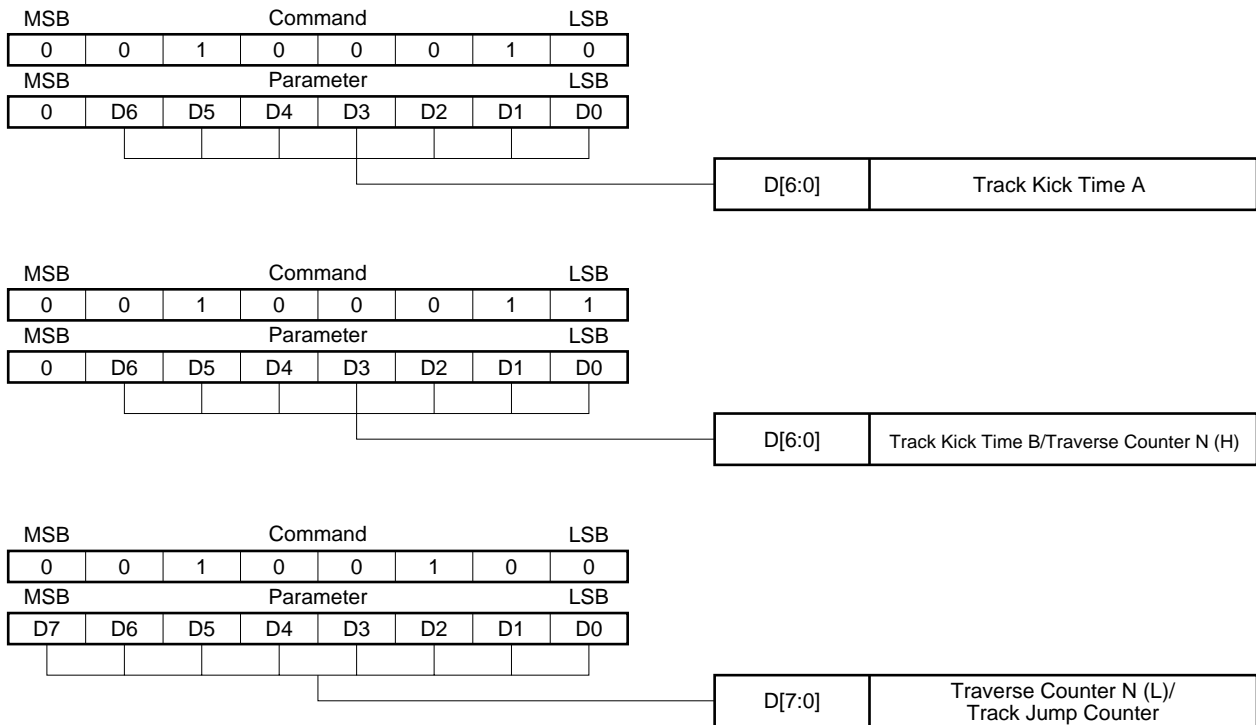 MSB Command LSB
0 0 1 0 0 0 1 0
MSB Parameter LSB
0 D6 D5 D4 D3 D2 D1 D0
D[6:0] Track Kick Time A
MSB Command LSB
0 0 1 0 0 0 1 1
MSB Parameter LSB
0 D6 D5 D4 D3 D2 D1 D0
D[6:0] Track Kick Time B/Traverse Counter N (H)
MSB Command LSB
0 0 1 0 0 1 0 0
MSB Parameter LSB
D7 D6 D5 D4 D3 D2 D1 D0
D[7:0] Traverse Counter N (L)/
Track Jump Counter